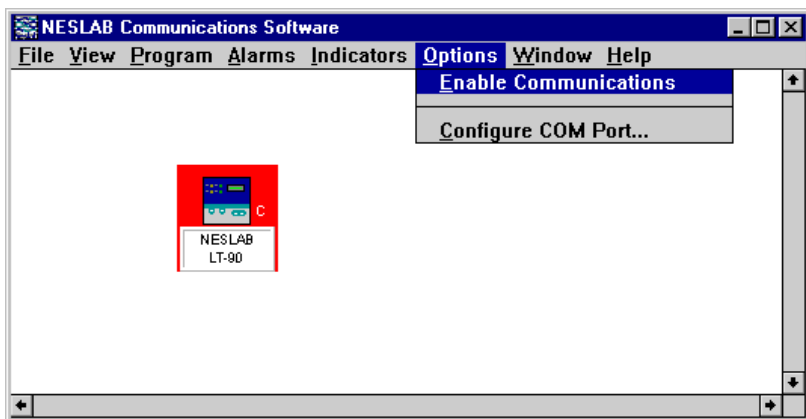 NESLAB Communications Software
File View Program Alarms Indicators Options Window Help
Enable Communications
Configure COM Port...
C
NESLAB
LT-90